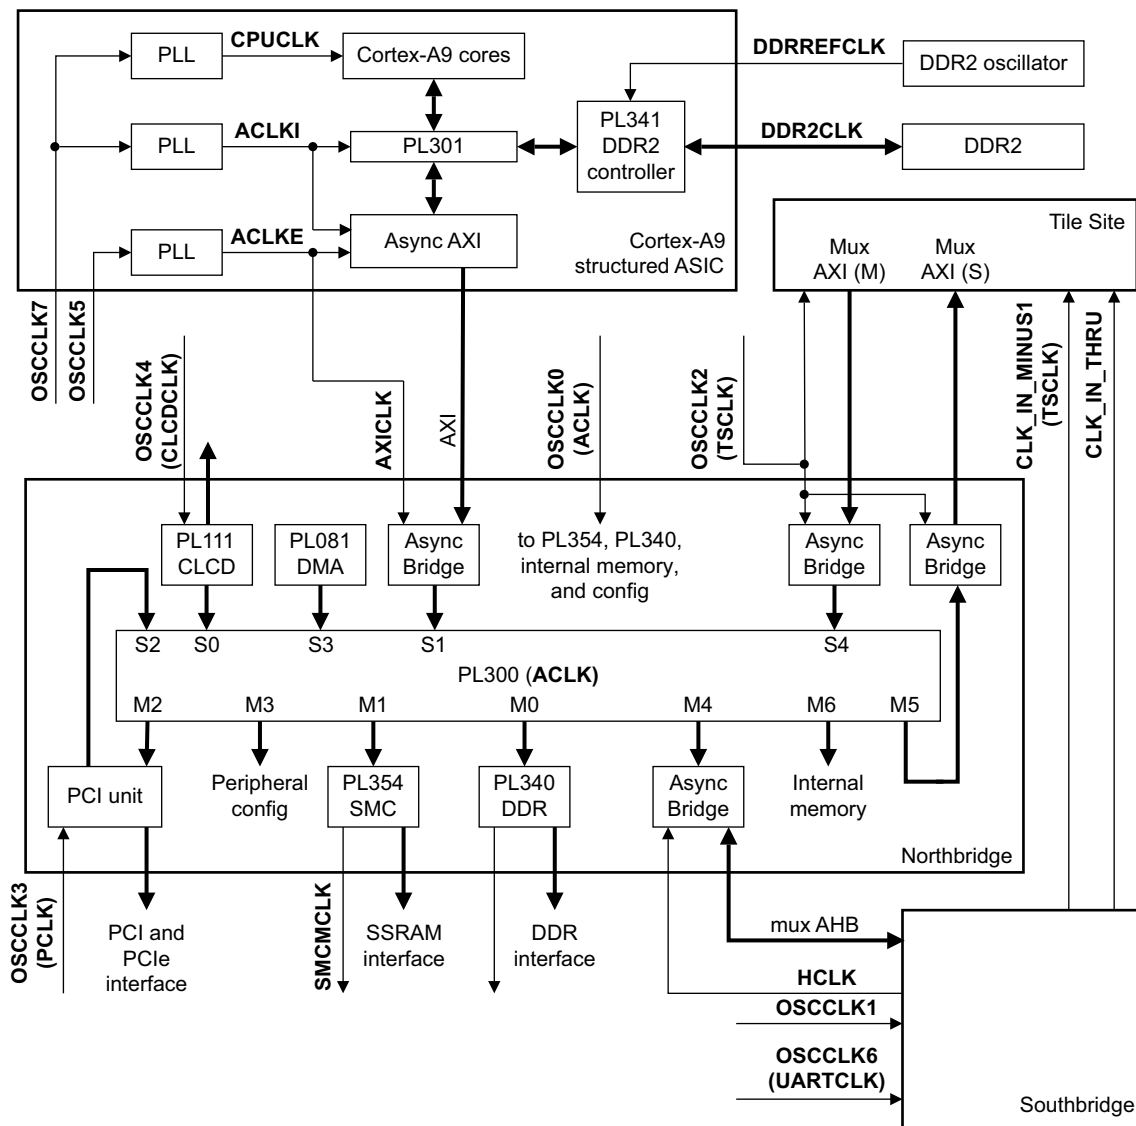 PLL
CPUCLK
Cortex-A9 cores
DDRREFCLK
DDR2 oscillator
PLL
ACLKI
PL301
PL341
DDR2
controller
DDR2CLK
DDR2
PLL
ACLKE
Async AXI
Cortex-A9
structured ASIC
Tile Site
Mux
AXI (M)
Mux
AXI (S)
OSCCLK7
OSCCLK5
OSCCLK4
(CLCDCLK)
AXICLK
AXI
OSCCLK0
(ACLK)
OSCCLK2
(TSCLK)
CLK_IN_MINUS1
(TSCLK)
CLK_IN_THRU
PL111
CLCD
PL081
DMA
Async
Bridge
to PL354, PL340,
internal memory,
and config
Async
Bridge
Async
Bridge
S2
S0
S3
S1
S4
PL300 (ACLK)
M2
M3
M1
M0
M4
M6
M5
PCI unit
Peripheral
config
PL354
SMC
PL340
DDR
Async
Bridge
Internal
memory
Northbridge
OSCCLK3
(PCLK)
PCI and
PCIe
interface
SMCMCLK
SSRAM
interface
DDR
interface
mux AHB
HCLK
OSCCLK1
OSCCLK6
(UARTCLK)
Southbridge